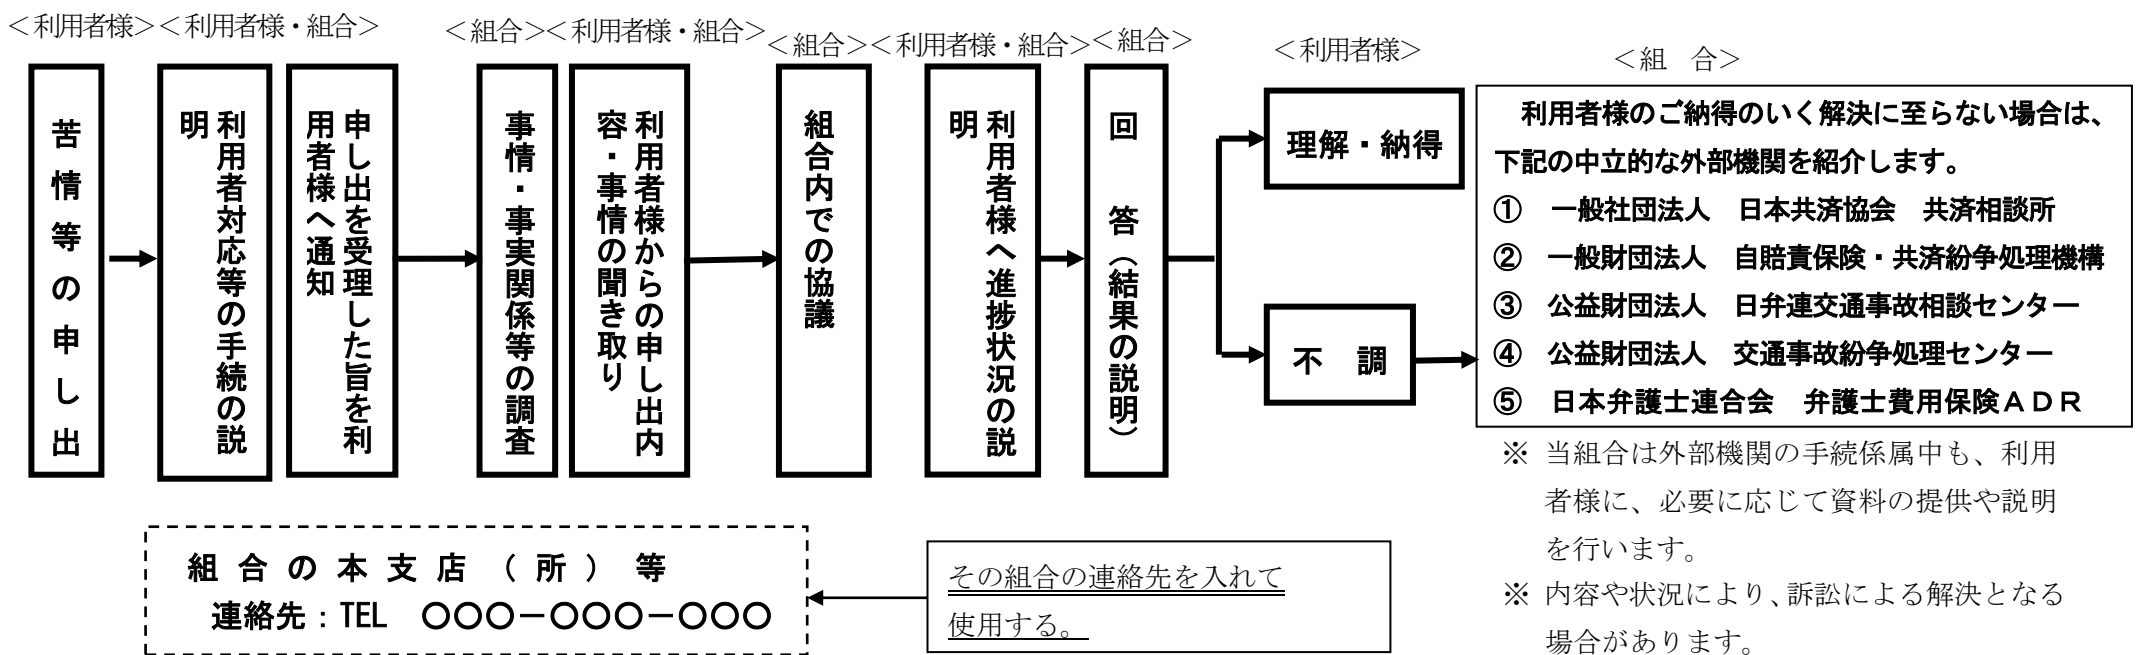 ＜利用者様＞＜利用者様・組合＞
＜組合＞＜利用者様・組合＞
＜組合＞＜利用者様・組合＞
＜組合＞
＜利用者様＞
＜組　合＞
苦情等の申し出
利用者対応等の手続の説
明
申し出を受理した旨を利
用者様へ通知
事情・事実関係等の調査
利用者様からの申し出内
容・事情の聞き取り
組合内での協議
利用者様へ進捗状況の説
明
回　答（結果の説明）
理解・納得
不　調
利用者様のご納得のいく解決に至らない場合は、
下記の中立的な外部機関を紹介します。
①　一般社団法人　日本共済協会　共済相談所
②　一般財団法人　自賠責保険・共済紛争処理機構
③　公益財団法人　日弁連交通事故相談センター
④　公益財団法人　交通事故紛争処理センター
⑤　日本弁護士連合会　弁護士費用保険ＡＤＲ
※ 当組合は外部機関の手続係属中も、利用
者様に、必要に応じて資料の提供や説明
を行います。
※ 内容や状況により、訴訟による解決となる
場合があります。
組合の本支店（所）等
連絡先：TEL　○○○－○○○－○○○
その組合の連絡先を入れて
使用する。